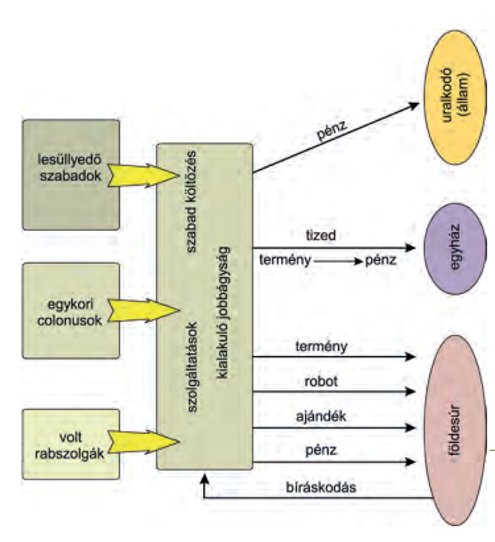 lesüllyedő
szabadok
egykori
colonusok
volt
rabszolgák
szabad költözés
szolgáltatások
kialakuló jobbágyság
pénz
uralkodó
(állam)
tized
termény pénz
egyház
termény
robot
ajándék
pénz
bíráskodás
földesúr